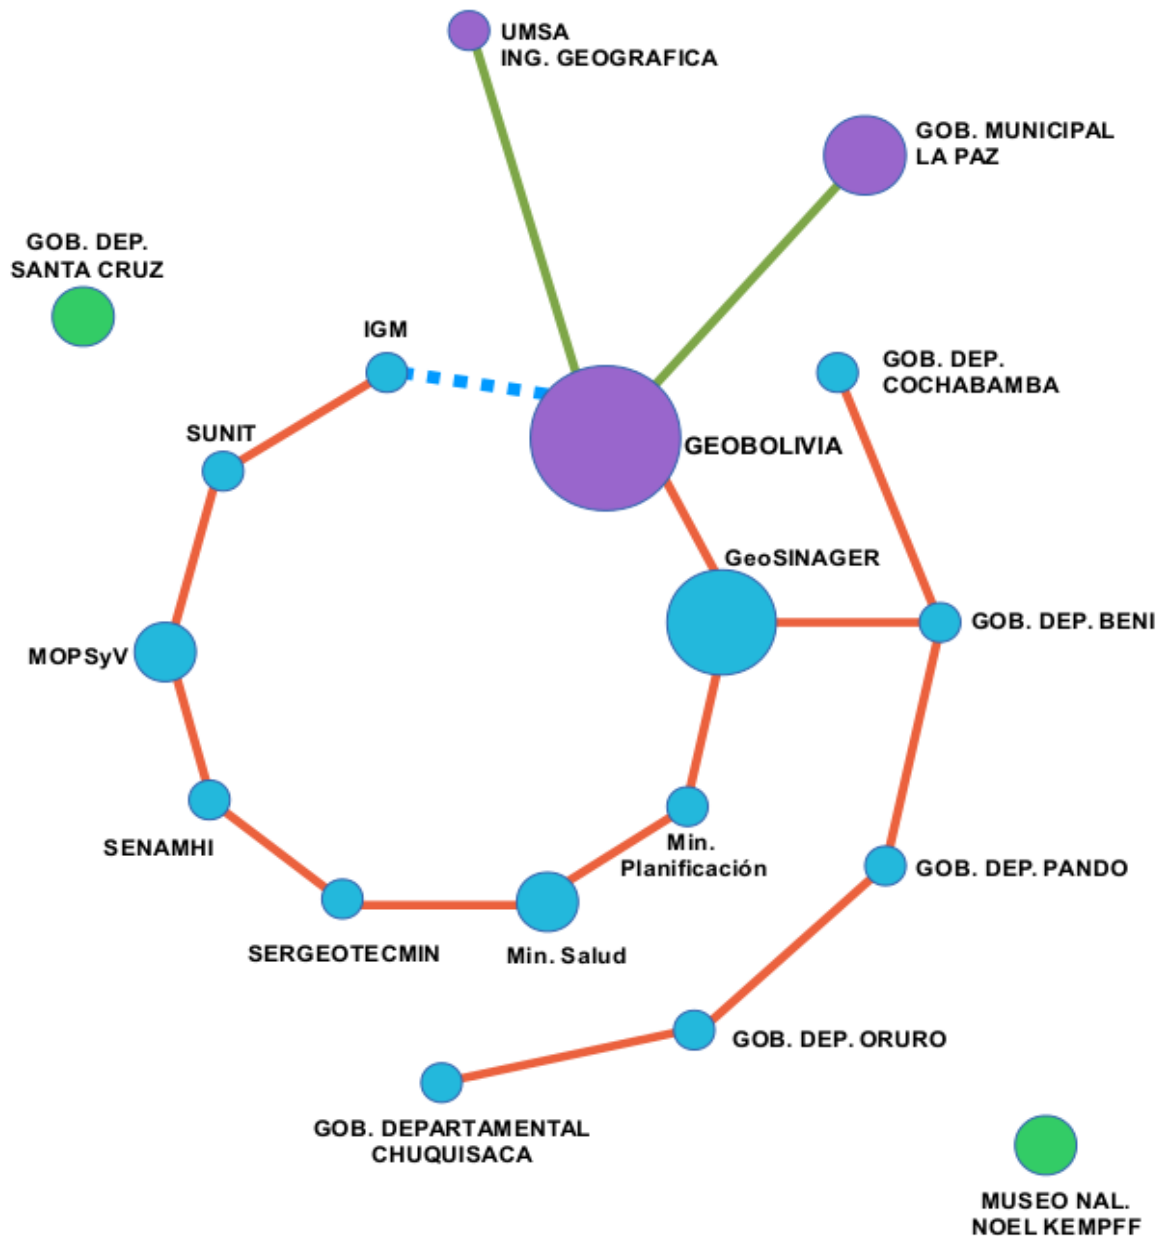 UMSA
ING. GEOGRAFICA
GOB. MUNICIPAL
LA PAZ
GOB. DEP.
SANTA CRUZ
IGM
GOB. DEP.
COCHABAMBA
SUNIT
GEOBOLIVIA
GeoSINAGER
GOB. DEP. BENI
MOPSyV
SENAMHI
Min.
Planificación
GOB. DEP. PANDO
SERGEOTECMIN
Min. Salud
GOB. DEP. ORURO
GOB. DEPARTAMENTAL
CHUQUISACA
MUSEO NAL.
NOEL KEMPFF